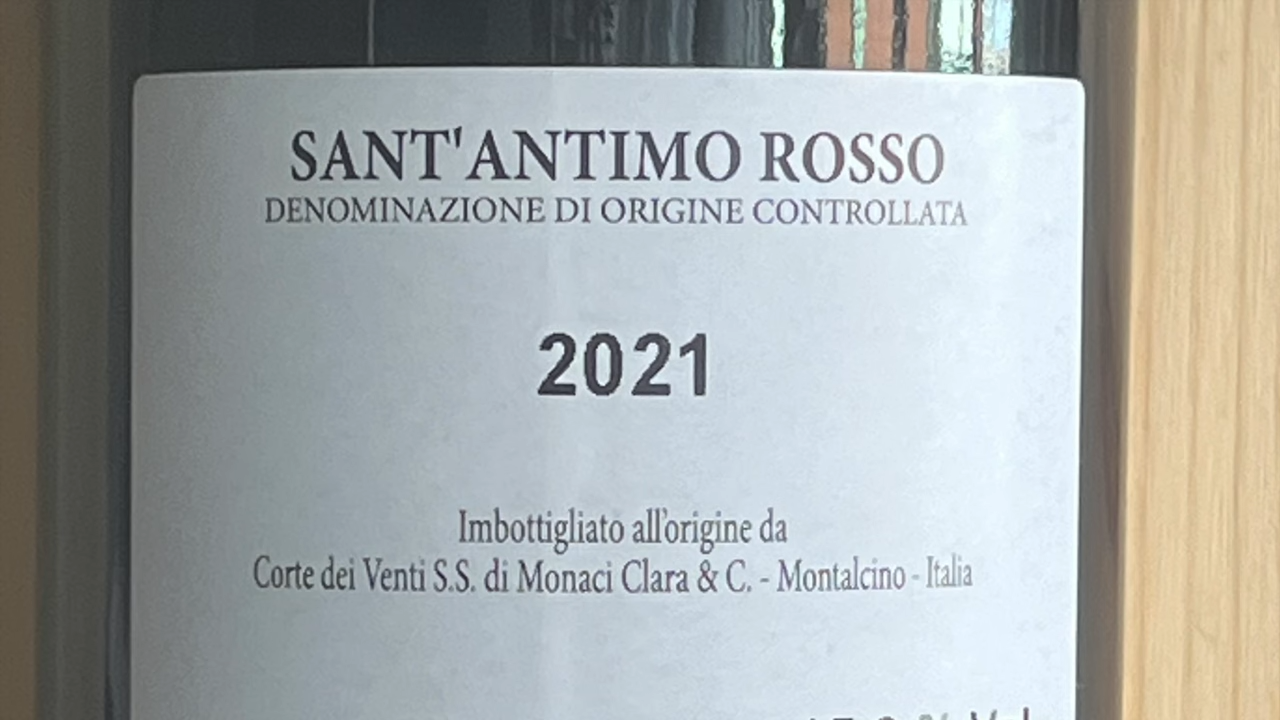 SANT'ANTIMO ROSSO
DENOMINAZIONE DI ORIGINE CONTROLLATA
2021
Imbottigliato all'origine da
Corte dei Venti S.S. di Monaci Clara & C. - Montalcino - Italia